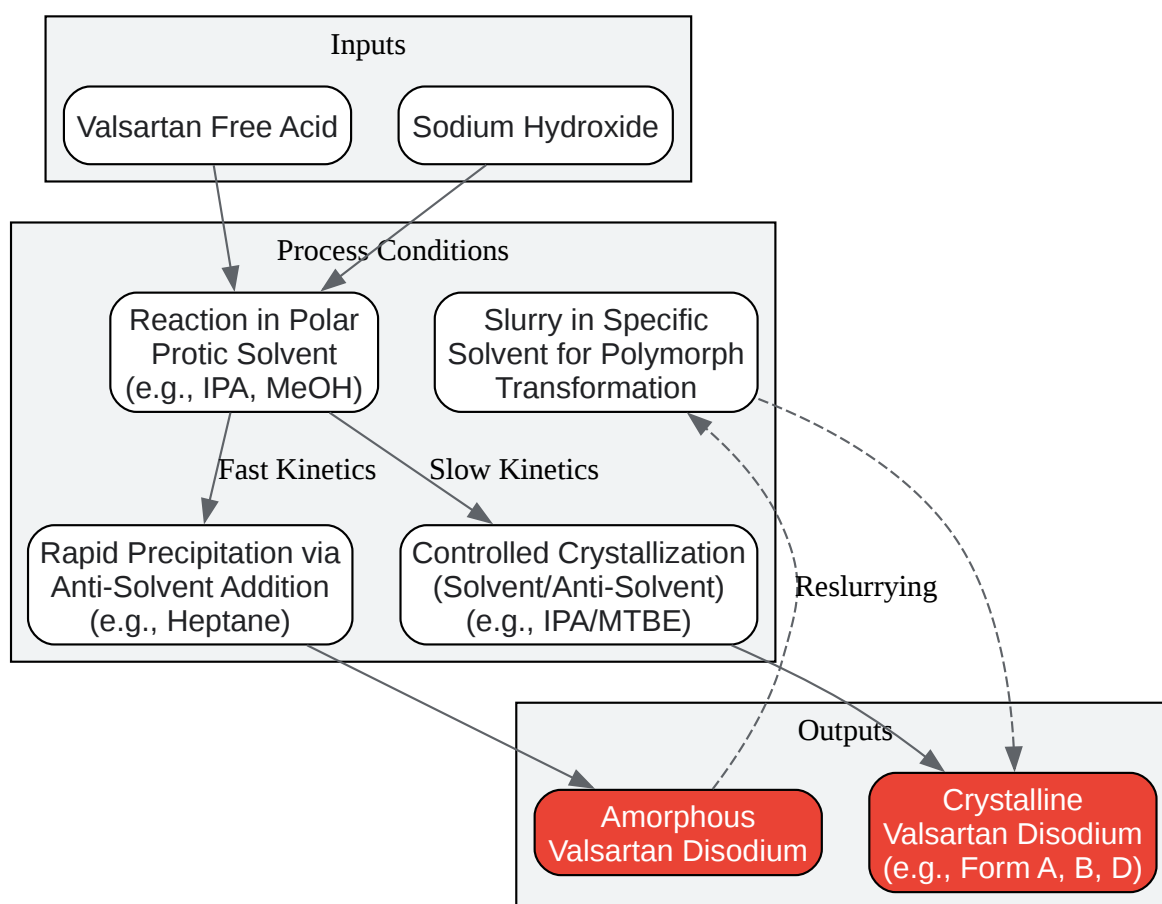 Inputs
Valsartan Free Acid
Sodium Hydroxide
Process Conditions
Reaction in Polar
Protic Solvent
(e.g., IPA, MeOH)
Slurry in Specific
Solvent for Polymorph
Transformation
Fast Kinetics
Slow Kinetics
Rapid Precipitation via
Anti-Solvent Addition
(e.g., Heptane)
Controlled Crystallization
(Solvent/Anti-Solvent)
(e.g., IPA/MTBE)
Reslurrying
Outputs
Amorphous
Valsartan Disodium
Crystalline
Valsartan Disodium
(e.g., Form A, B, D)